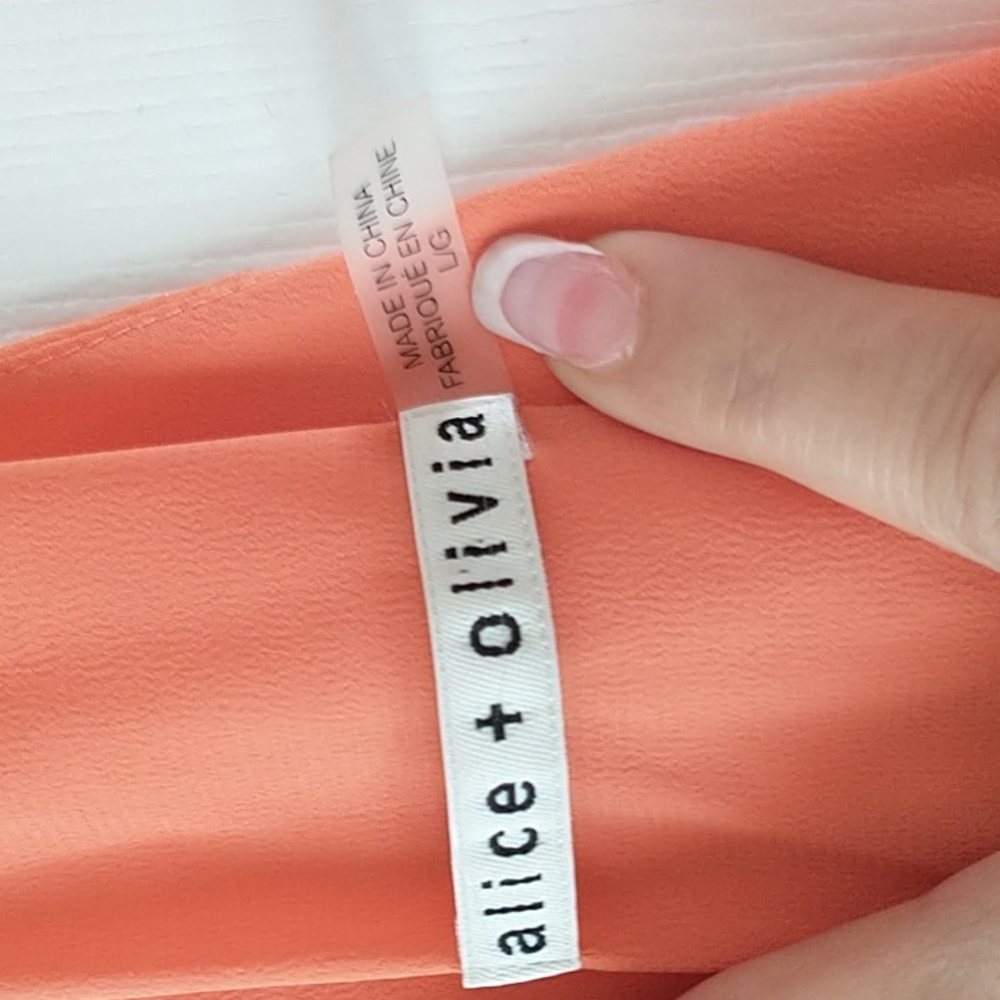 alice + olivia
MADE IN CHINA
FABRIQUÉ EN CHINE
L/G